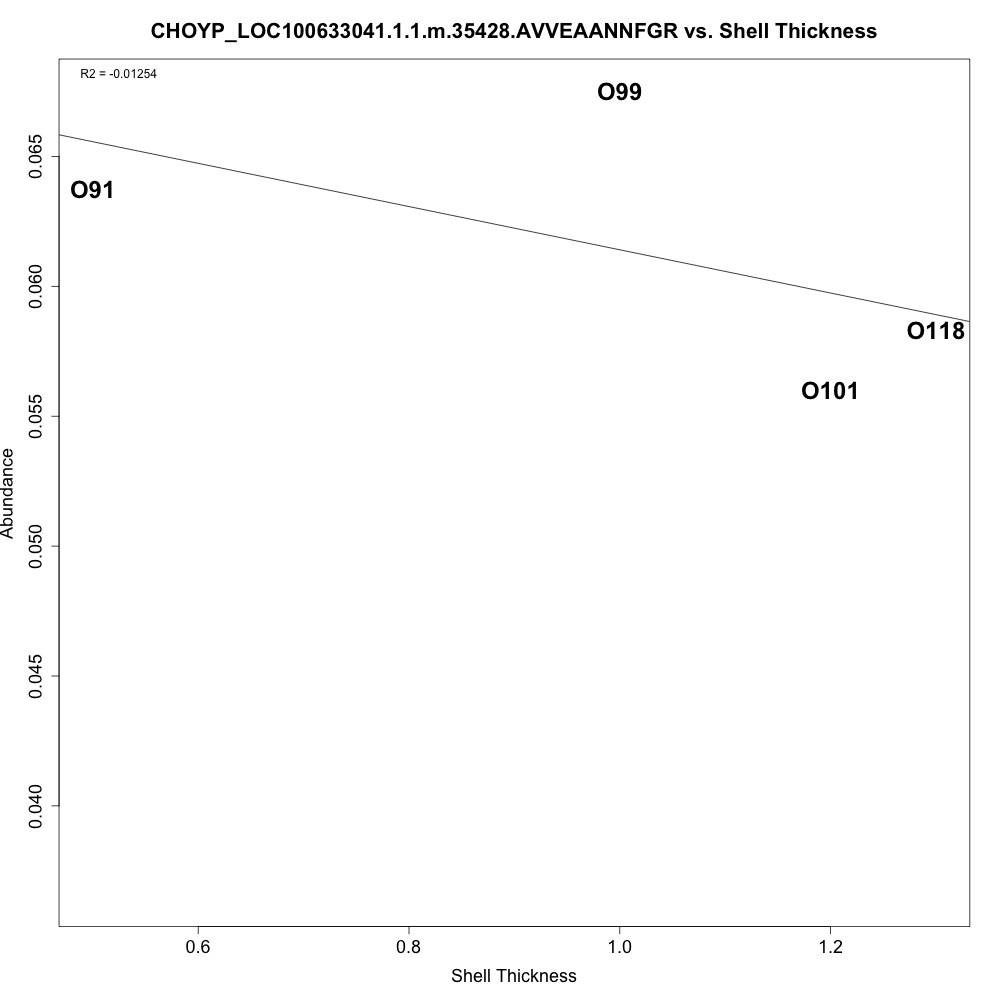 CHOYP_LOC100633041.1.1.m.35428.AVVEAANNFGR vs. Shell Thickness
R2 = -0.01254
O99
O91
O118
O101
0.065
0.060
0.055
0.050
0.045
0.040
Abundance
0.6 0.8 1.0 1.2
Shell Thickness